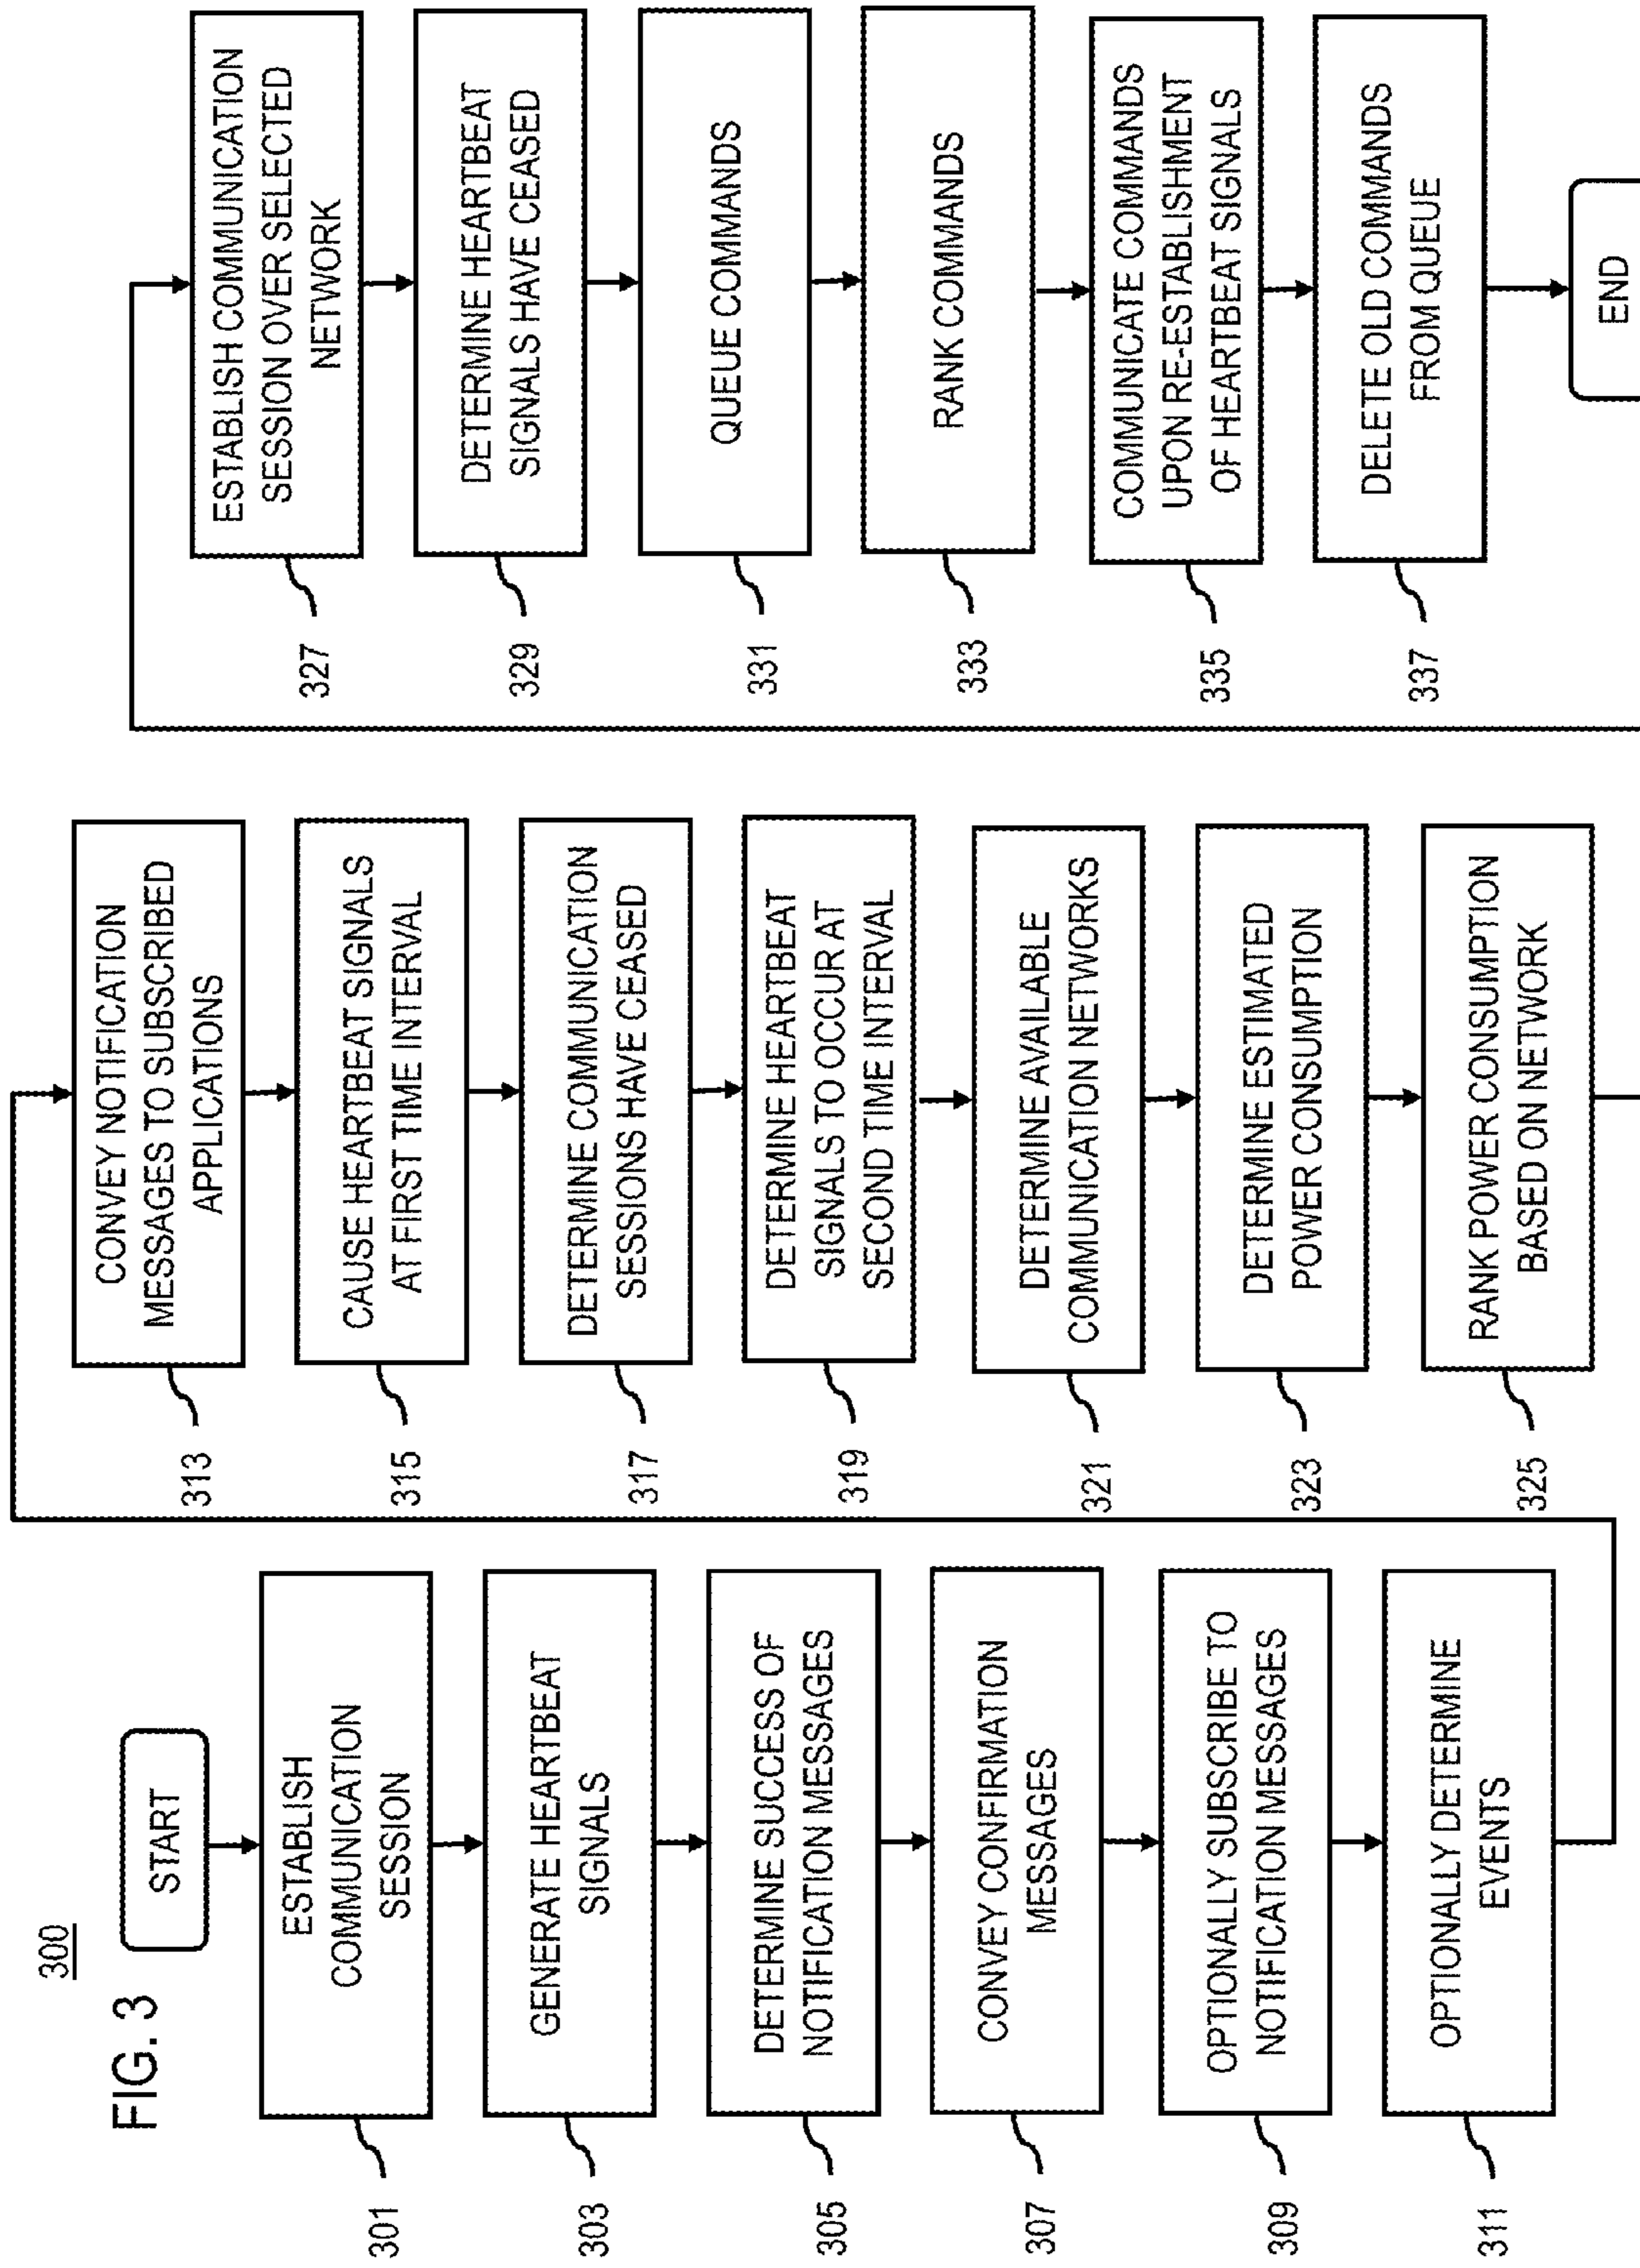 300
FIG. 3
START
ESTABLISH
COMMUNICATION
SESSION
301
GENERATE HEARTBEAT
SIGNALS
303
DETERMINE SUCCESS OF
NOTIFICATION MESSAGES
305
CONVEY CONFIRMATION
MESSAGES
307
OPTIONALLY SUBSCRIBE TO
NOTIFICATION MESSAGES
309
OPTIONALLY DETERMINE
EVENTS
311
CONVEY NOTIFICATION
MESSAGES TO SUBSCRIBED
APPLICATIONS
313
CAUSE HEARTBEAT SIGNALS
AT FIRST TIME INTERVAL
315
DETERMINE COMMUNICATION
SESSIONS HAVE CEASED
317
DETERMINE HEARTBEAT
SIGNALS TO OCCUR AT
SECOND TIME INTERVAL
319
DETERMINE AVAILABLE
COMMUNICATION NETWORKS
321
DETERMINE ESTIMATED
POWER CONSUMPTION
323
RANK POWER CONSUMPTION
BASED ON NETWORK
325
ESTABLISH COMMUNICATION
SESSION OVER SELECTED
NETWORK
327
DETERMINE HEARTBEAT
SIGNALS HAVE CEASED
329
QUEUE COMMANDS
331
RANK COMMANDS
333
COMMUNICATE COMMANDS
UPON RE-ESTABLISHMENT
OF HEARTBEAT SIGNALS
335
DELETE OLD COMMANDS
FROM QUEUE
337
END